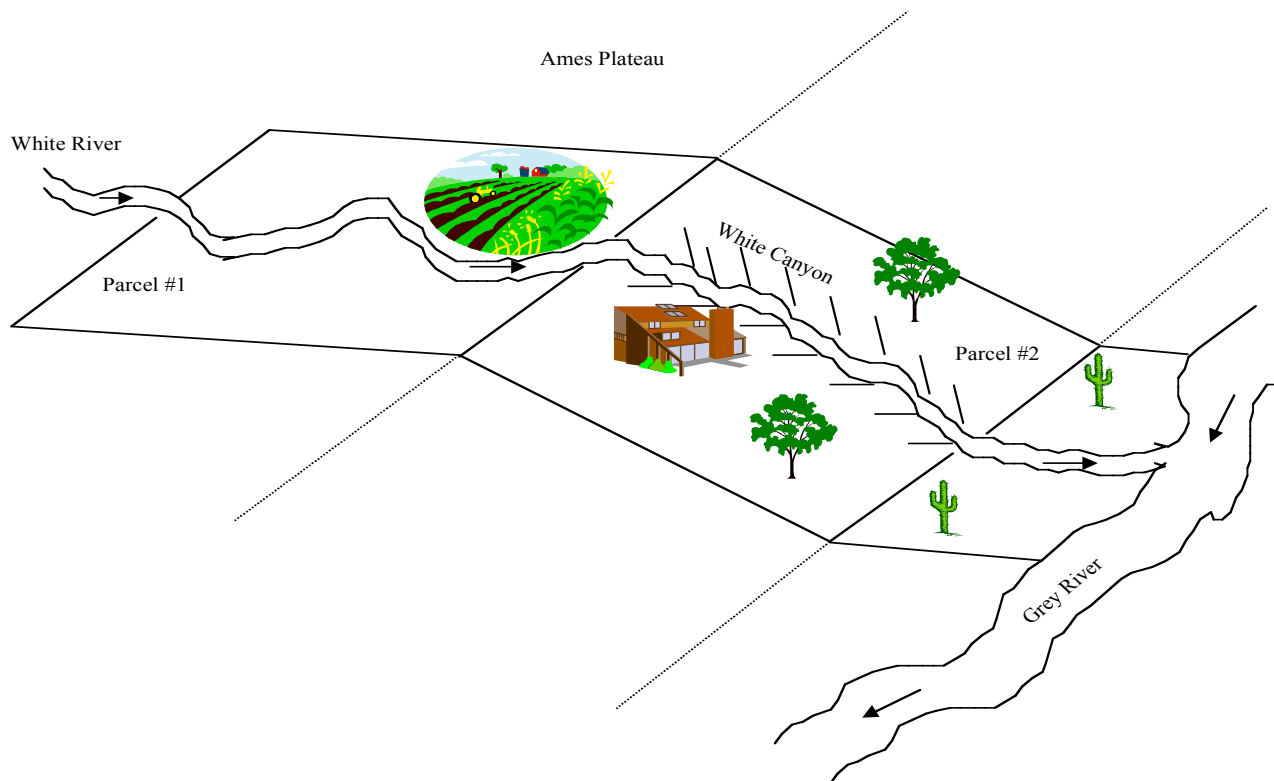 Ames Plateau
White River
White Canyon
Parcel #1
Parcel #2
Grey River